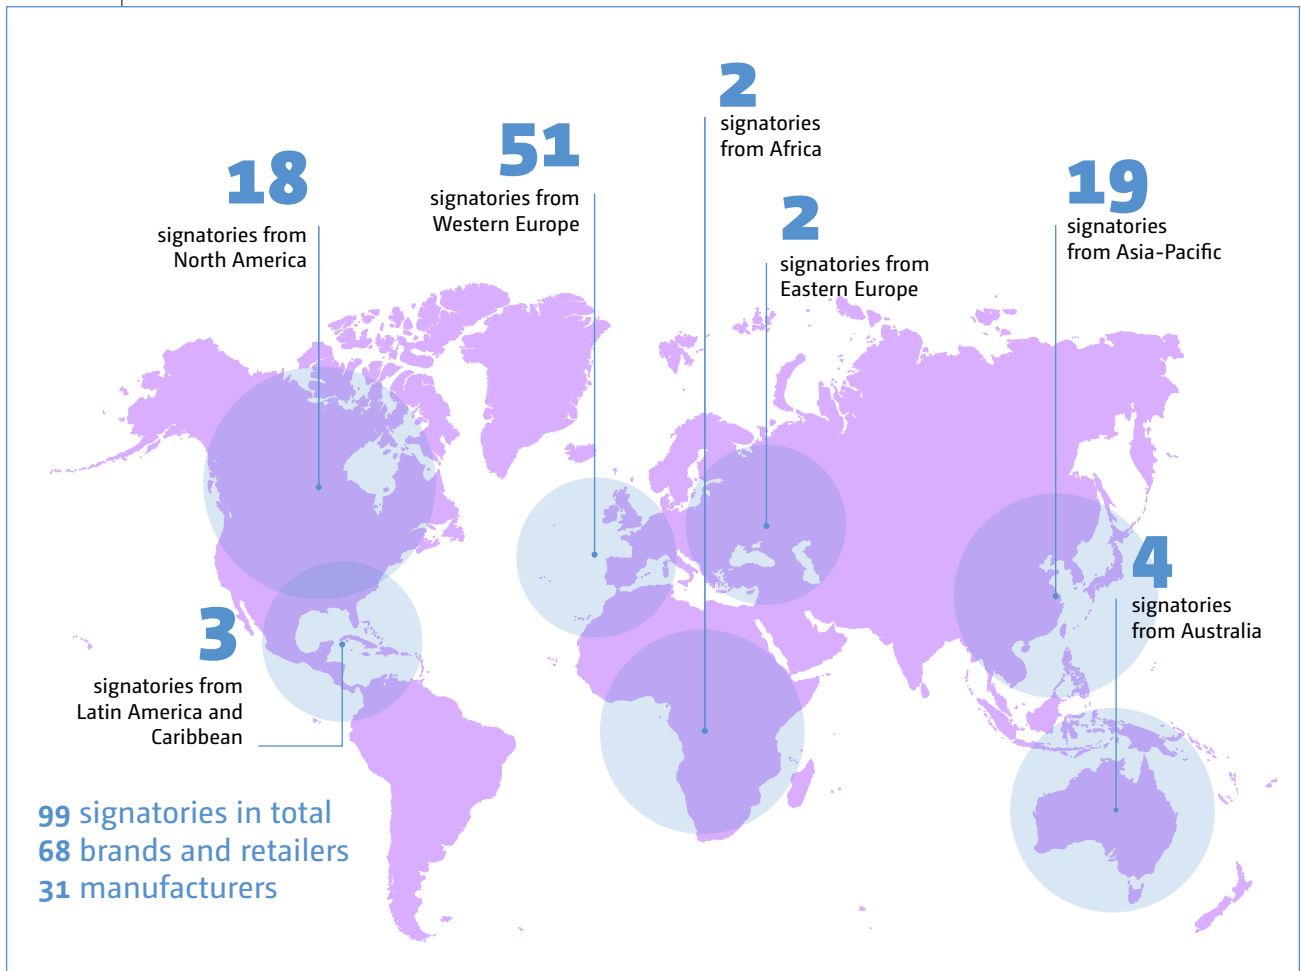 2
signatories
from Africa
51
signatories from
Western Europe
18
signatories from
North America
2
signatories from
Eastern Europe
19
signatories
from Asia-Pacific
4
signatories
from Australia
3
signatories from
Latin America and
Caribbean
99 signatories in total
68 brands and retailers
31 manufacturers